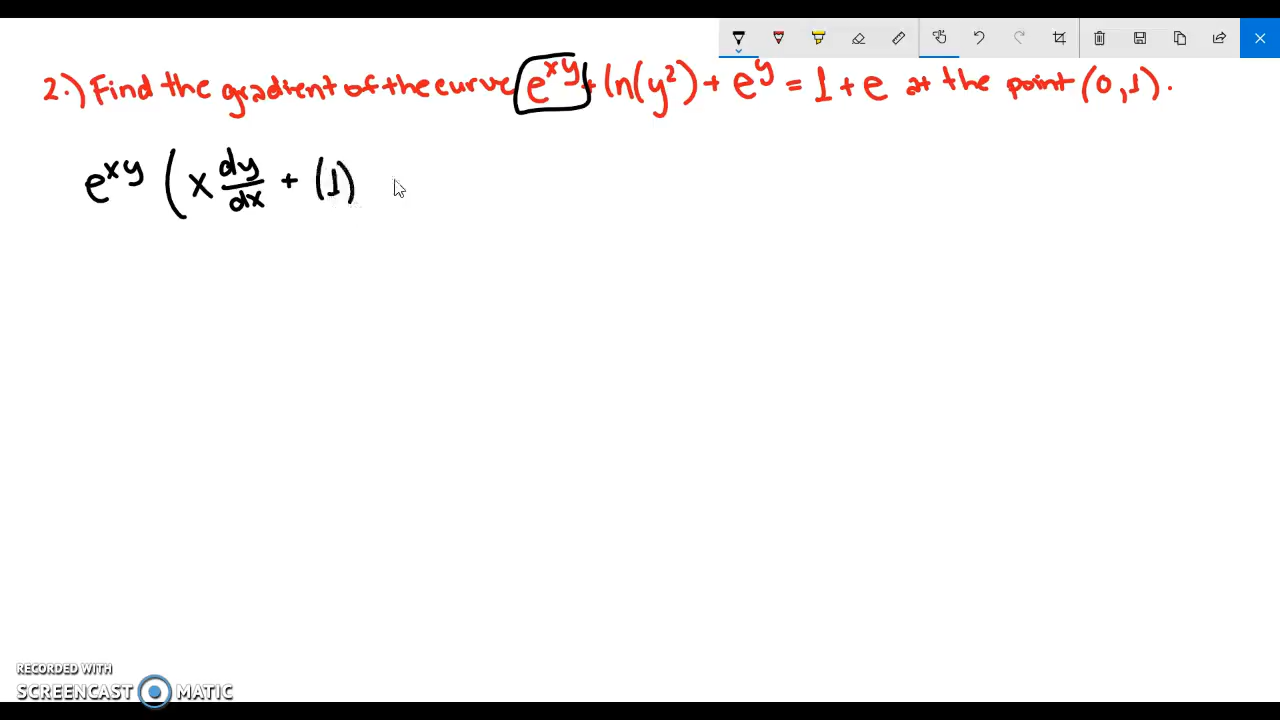 2.) Find the gradient of the curve e^{xy} + ln(y²) + e^y = 1 + e at the point (0,1).
e^{xy} (x dy/dx + (1)
RECORDED WITH
SCREENCAST MATIC